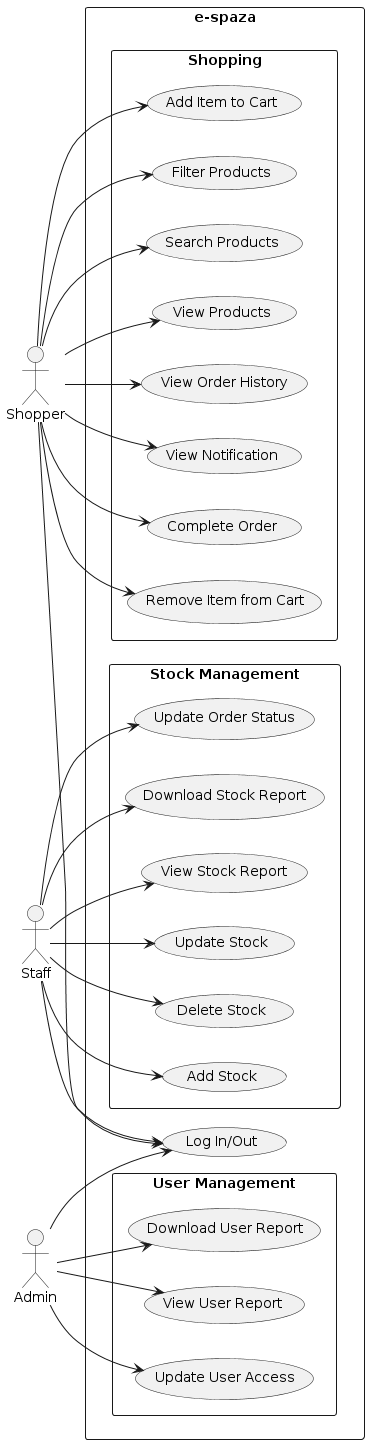 e-spaza
Shopping
Add Item to Cart
Filter Products
Search Products
View Products
View Order History
Shopper
View Notification
Complete Order
Remove Item from Cart
Stock Management
Update Order Status
Download Stock Report
View Stock Report
Update Stock
Staff
Delete Stock
Add Stock
Log In/Out
User Management
Download User Report
Admin
View User Report
Update User Access